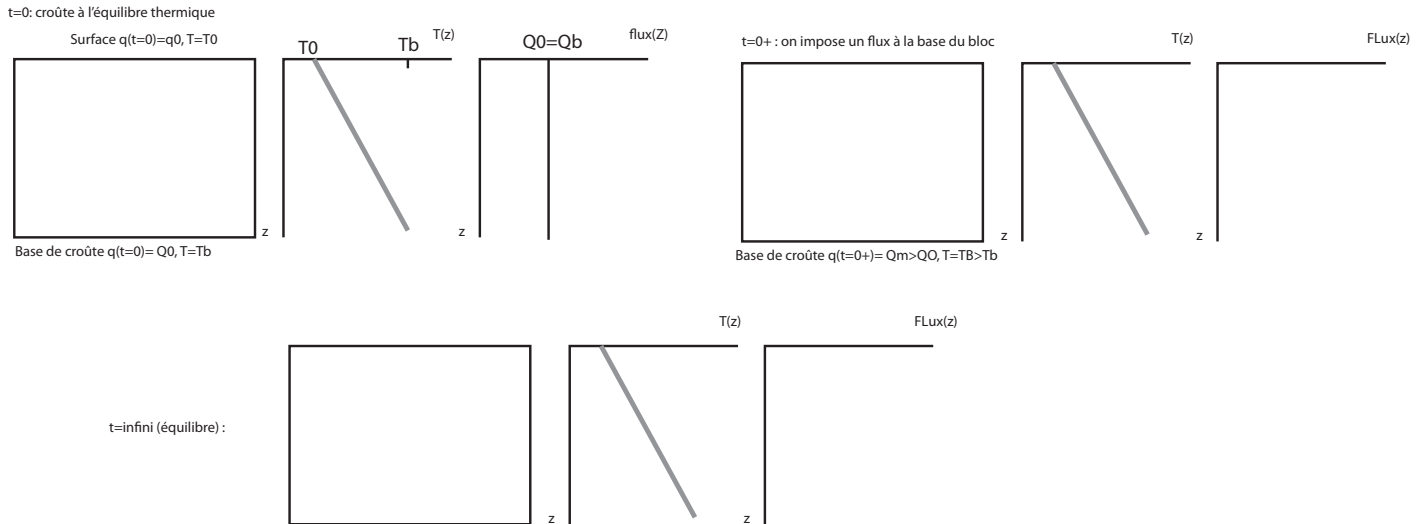 t=0: croûte à l'équilibre thermique
Surface q(t=0)=q0, T=T0
T0
Tb
T(z)
Q0=Qb
flux(Z)
z
z
Base de croûte q(t=0)= Q0, T=Tb
t=0+ : on impose un flux à la base du bloc
T(z)
FLux(z)
z
z
Base de croûte q(t=0+)= Qm>QO, T=TB>Tb
T(z)
FLux(z)
t=infini (équilibre) :
z
z